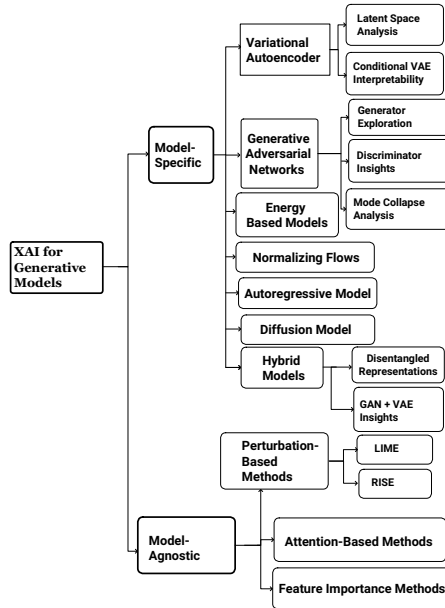 Latent Space
Analysis
Variational
Autoencoder
Conditional VAE
Interpretability
Generator
Exploration
Model-
Specific
Generative
Adversarial
Networks
Discriminator
Insights
Mode Collapse
Analysis
Energy
Based Models
XAI for
Generative
Models
Normalizing Flows
Autoregressive Model
Diffusion Model
Hybrid
Models
Disentangled
Representations
GAN + VAE
Insights
Perturbation-
Based
Methods
LIME
RISE
Model-
Agnostic
Attention-Based Methods
Feature Importance Methods